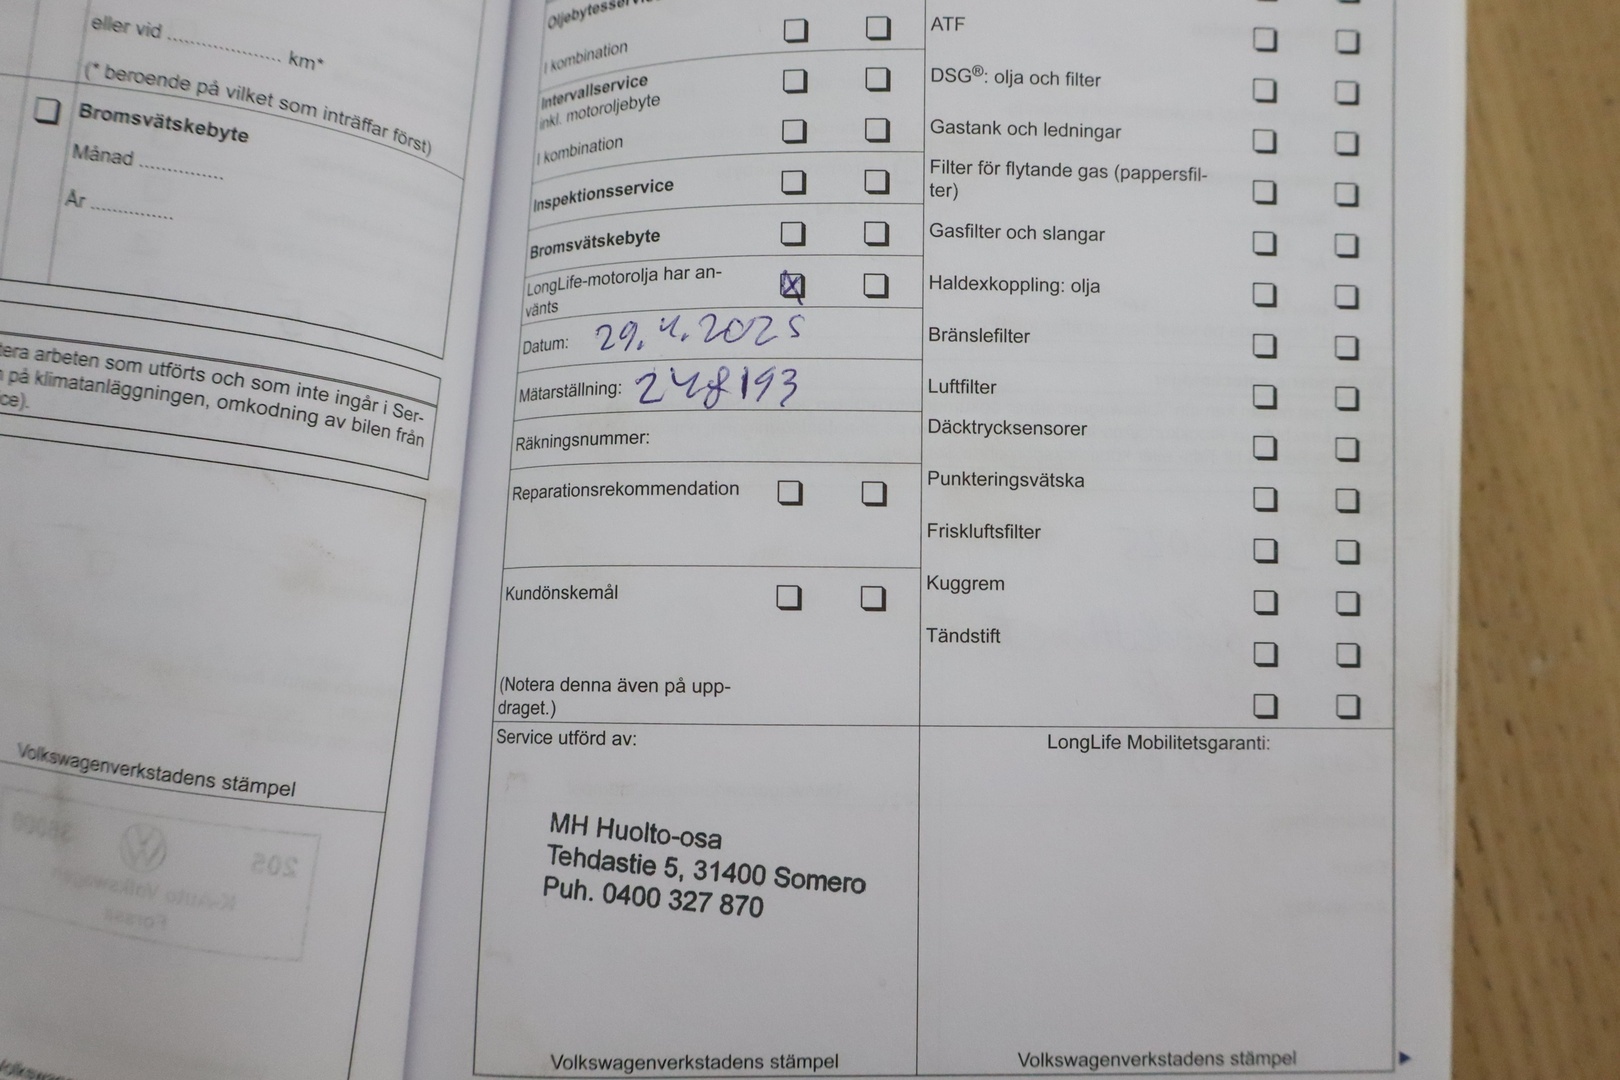 eller vid .................... km*
(* beroende på vilket som inträffar först)
Bromsvätskebyte
Månad ...............
År ...............
tera arbeten som utförts och som inte ingår i Ser-
på klimatanläggningen, omkodning av bilen från
ce).
Volkswagenverkstadens stämpel
I kombination
Intervallservice
inkl. motoroljebyte
I kombination
Inspektionsservice
Bromsvätskebyte
LongLife-motorolja har an-
vänts
Datum: 29.4.2025
Mätarställning: 248193
Räkningsnummer:
Reparationsrekommendation
Kundönskemål
(Notera denna även på upp-
draget.)
Service utförd av:
MH Huolto-osa
Tehdastie 5, 31400 Somero
Puh. 0400 327 870
Volkswagenverkstadens stämpel
ATF
DSG®: olja och filter
Gastank och ledningar
Filter för flytande gas (pappersfil-
ter)
Gasfilter och slangar
Haldexkoppling: olja
Bränslefilter
Luftfilter
Däcktrycksensorer
Punkteringsvätska
Friskluftsfilter
Kuggrem
Tändstift
LongLife Mobilitetsgaranti:
Volkswagenverkstadens stämpel